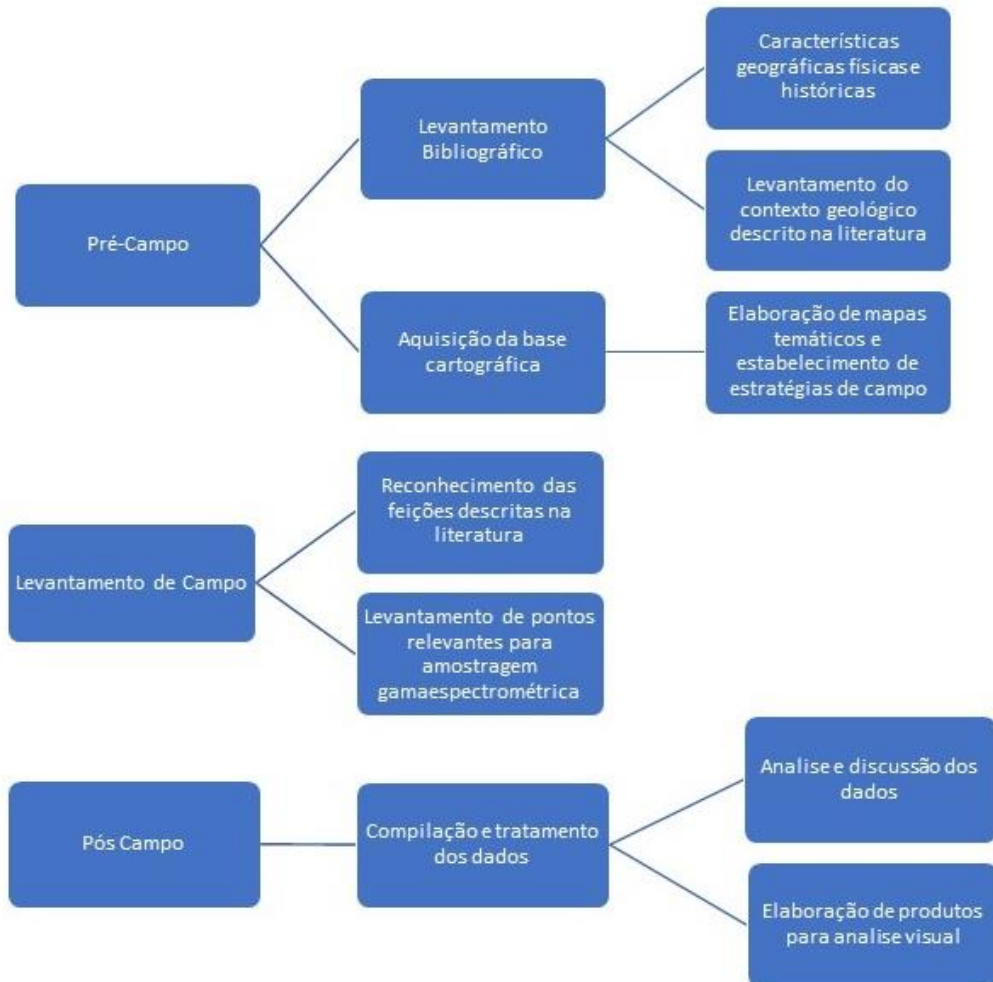 Pré-Campo
Levantamento
Bibliográfico
Características
geográficas físicas e
históricas
Levantamento do
contexto geológico
descrito na literatura
Aquisição da base
cartográfica
Elaboração de mapas
temáticos e
estabelecimento de
estratégias de campo
Levantamento de Campo
Reconhecimento das
feições descritas na
literatura
Levantamento de pontos
relevantes para
amostragem
gamaespectrométrica
Pós Campo
Compilação e tratamento
dos dados
Analise e discussão dos
dados
Elaboração de produtos
para analise visual